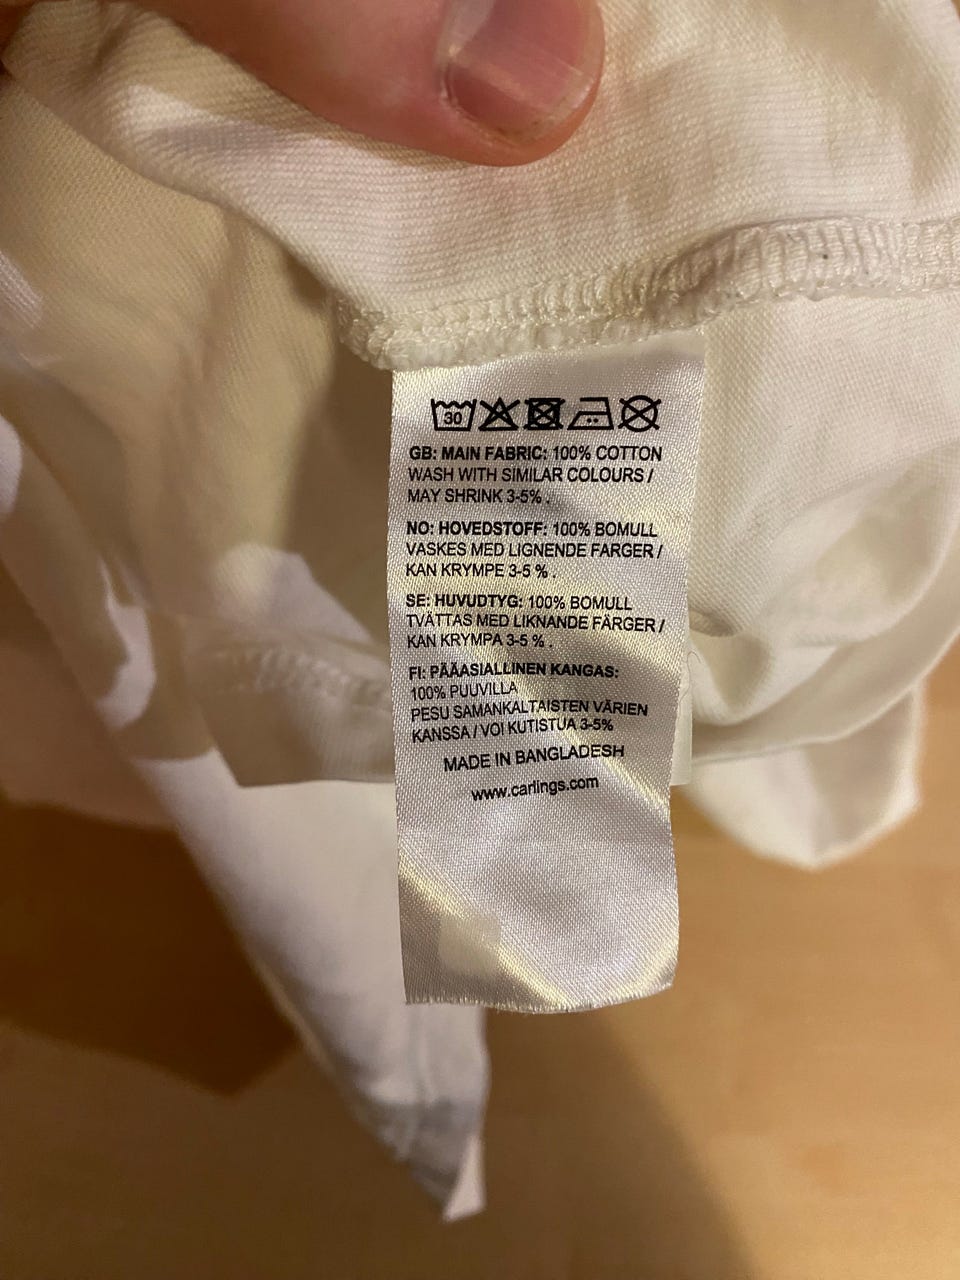 30
GB: MAIN FABRIC: 100% COTTON
WASH WITH SIMILAR COLOURS /
MAY SHRINK 3-5% .
NO: HOVEDSTOFF: 100% BOMULL
VASKES MED LIGNENDE FARGER /
KAN KRYMPE 3-5 % .
SE: HUVUDTYG: 100% BOMULL
TVÄTTAS MED LIKNANDE FÄRGER /
KAN KRYMPA 3-5 % .
FI: PÄÄASIALLINEN KANGAS:
100% PUUVILLA
PESU SAMANKALTAISTEN VÄRIEN
KANSSA / VOI KUTISTUA 3-5%
MADE IN BANGLADESH
www.carlings.com